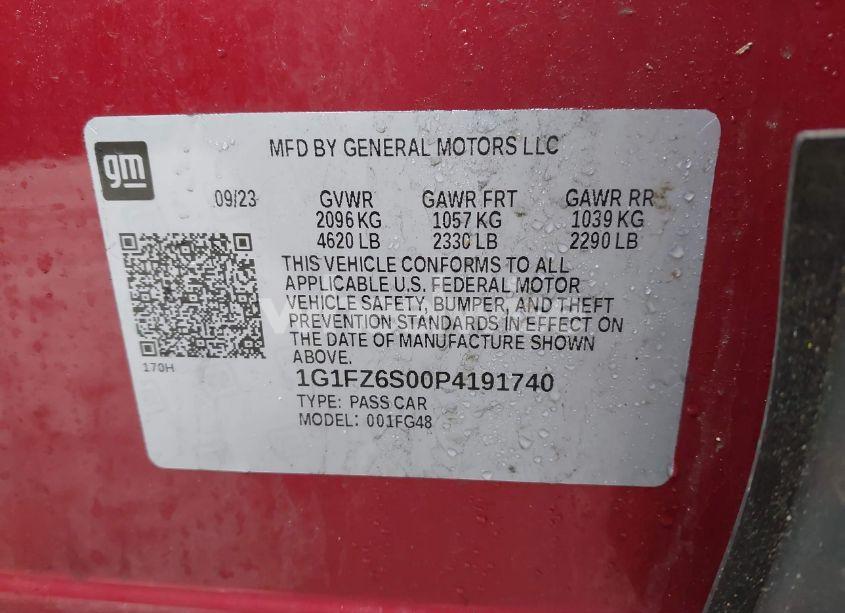 gm
MFD BY GENERAL MOTORS LLC
09/23 GVWR GAWR FRT GAWR RR
2096 KG 1057 KG 1039 KG
4620 LB 2330 LB 2290 LB
THIS VEHICLE CONFORMS TO ALL
APPLICABLE U.S. FEDERAL MOTOR
VEHICLE SAFETY, BUMPER, AND THEFT
PREVENTION STANDARDS IN EFFECT ON
THE DATE OF MANUFACTURE SHOWN
ABOVE.
170H
1G1FZ6S00P4191740
TYPE: PASS CAR
MODEL: 001FG48